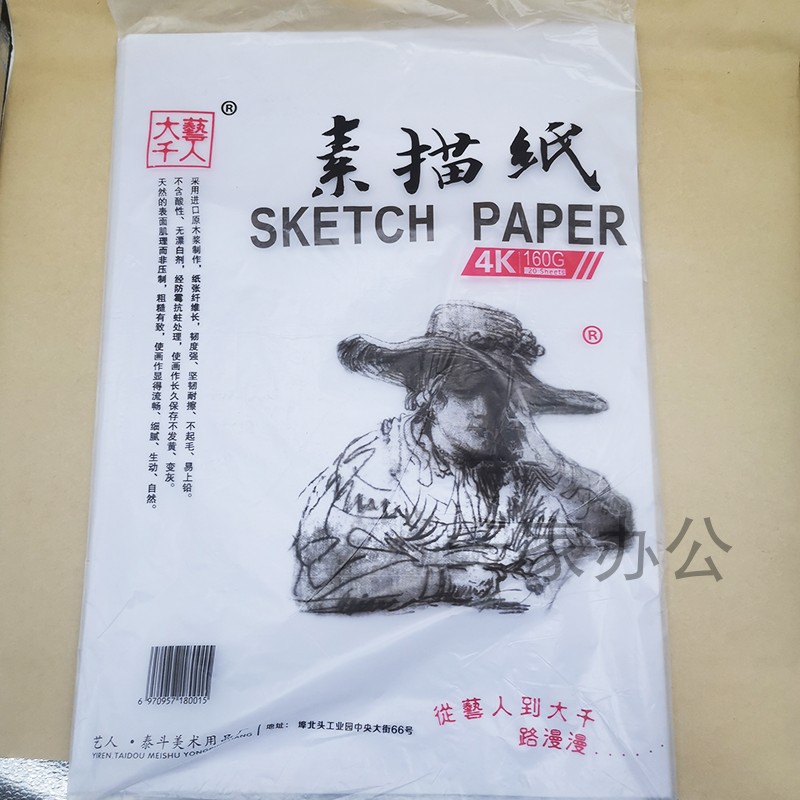 大藝
千人
®
素描纸
SKETCH PAPER
4K 160G
20 Sheets
®
采用进口原木浆制作，纸张纤维长，韧度强、坚韧耐擦、不起毛、易上铅。
不含酸性、无漂白剂，经防霉抗蛀处理，使画作长久保存不发黄、变灰。
天然的表面肌理而非压制，粗糙有致，使画作显得流畅、细腻、生动、自然。
家办公
6 970957 180015
從藝人到大千
路漫漫......
艺人·泰斗美术用品
地址： 埠北头工业园中央大街66号
YIREN.TAIDOU MEISHU